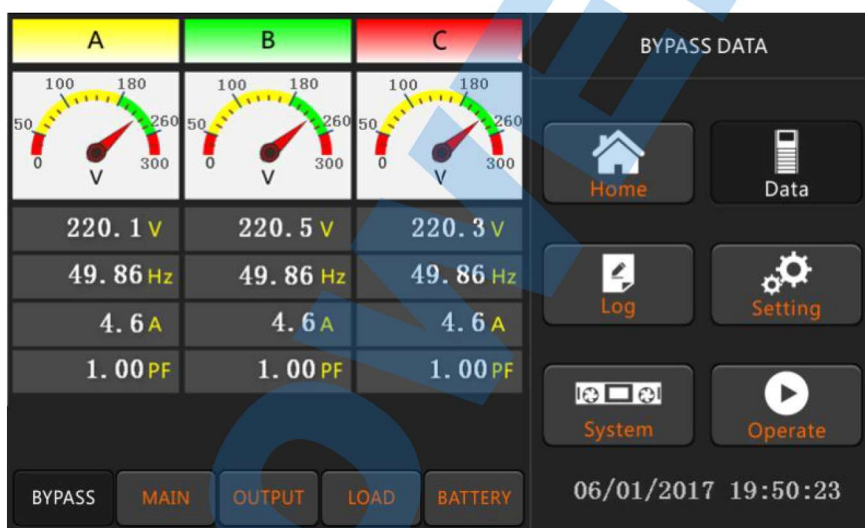 A B C BYPASS DATA
100 180 100 180 100 180
50 260 50 260 50 260
0 300 0 300 0 300
V V V
Home Data
220.1 V 220.5 V 220.3 V
49.86 Hz 49.86 Hz 49.86 Hz
Log Setting
4.6 A 4.6 A 4.6 A
1.00 PF 1.00 PF 1.00 PF
System Operate
BYPASS MAIN OUTPUT LOAD BATTERY
06/01/2017 19:50:23